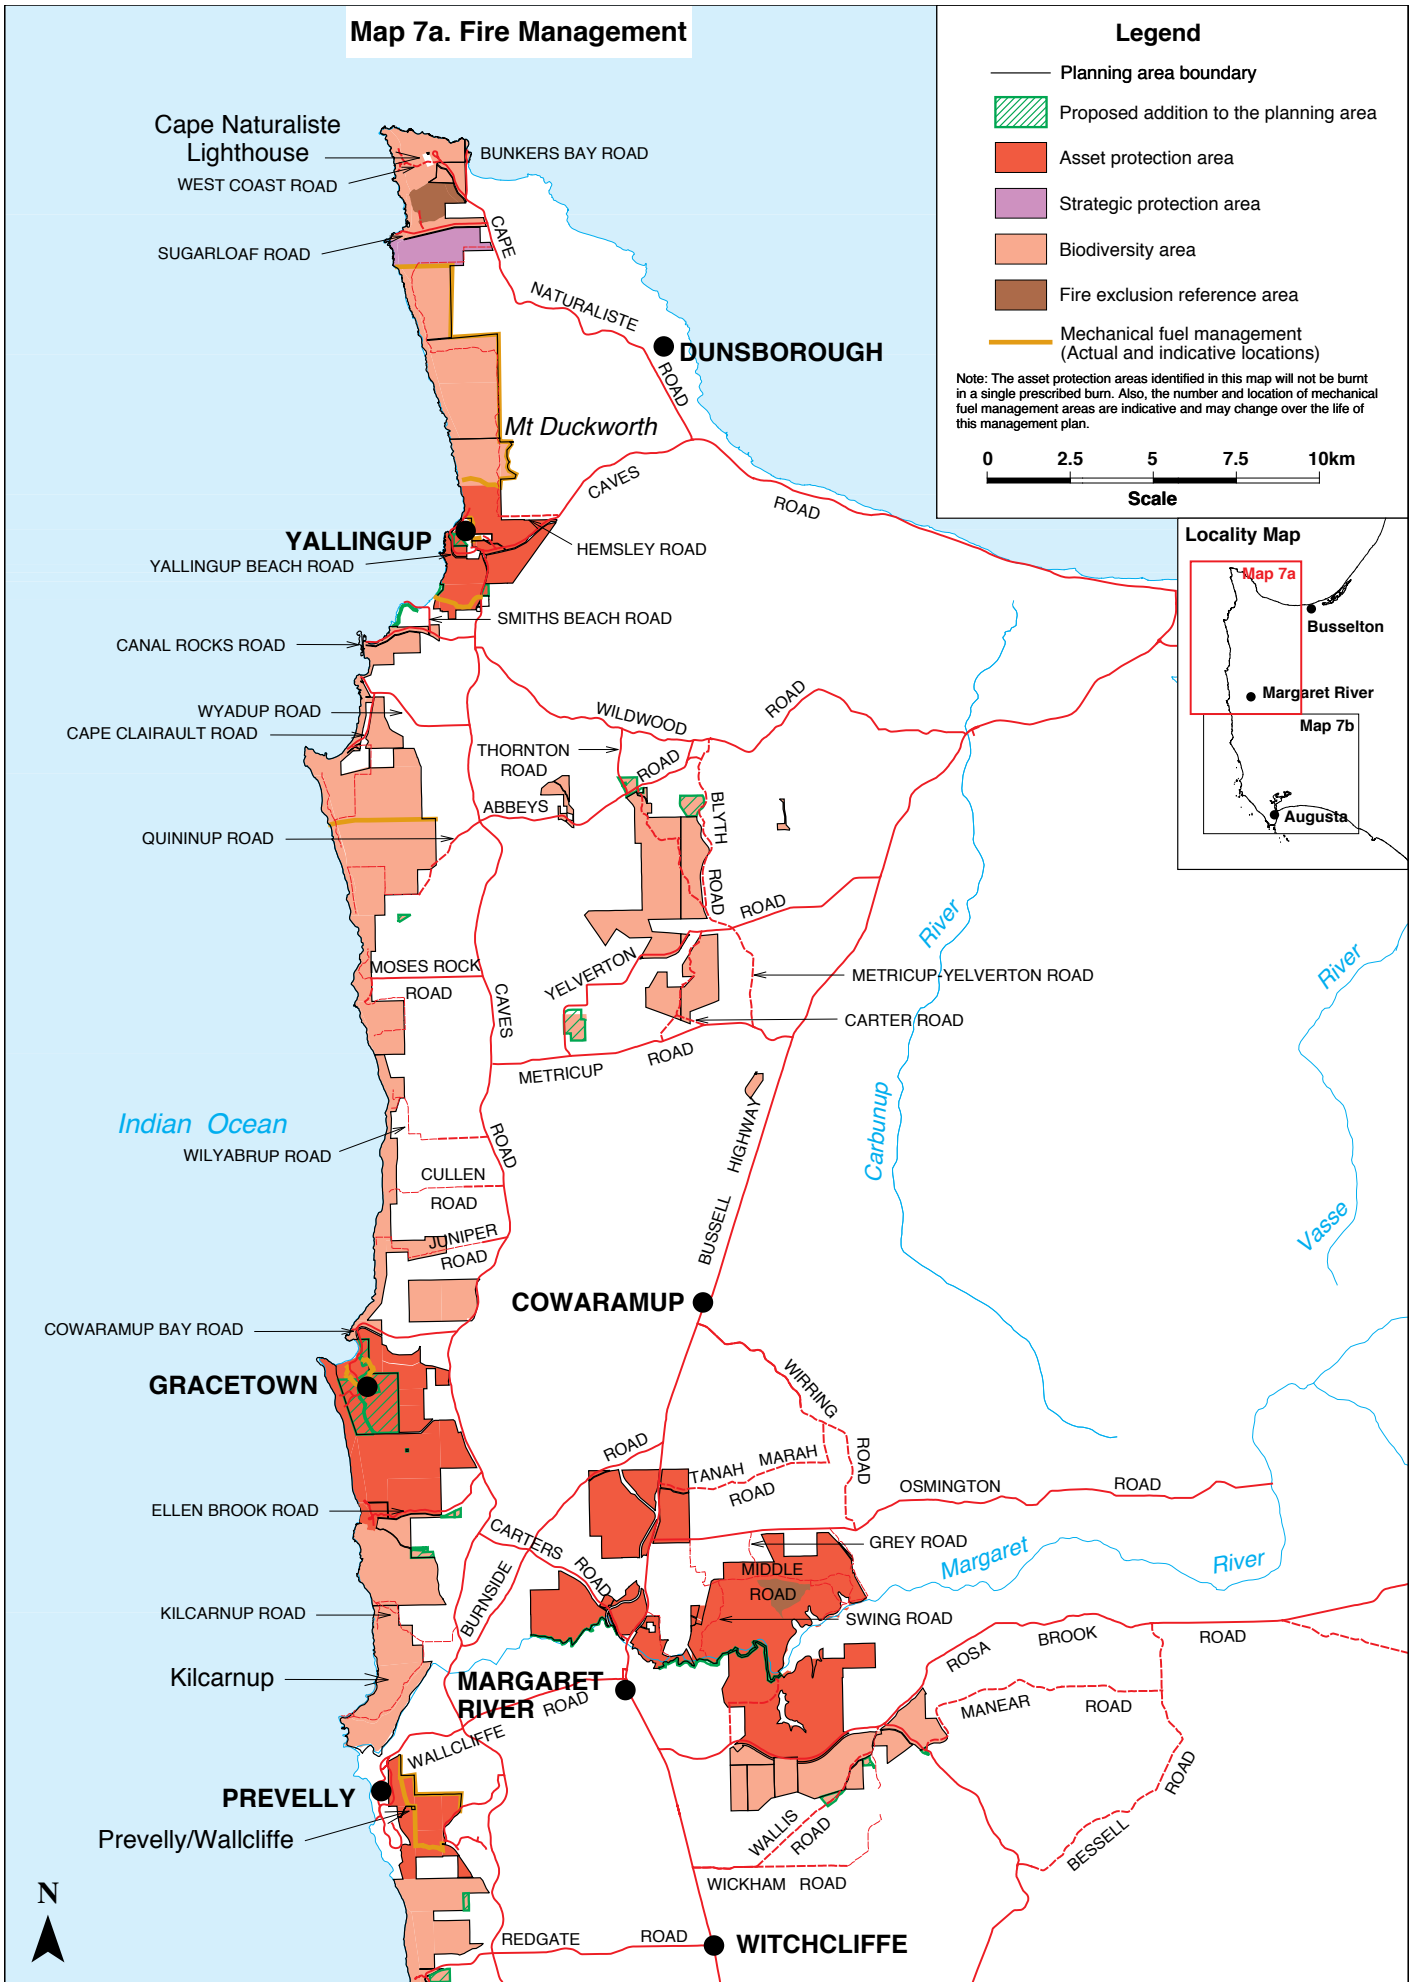 Map 7a. Fire Management
Legend
Planning area boundary
Proposed addition to the planning area
Asset protection area
Strategic protection area
Biodiversity area
Fire exclusion reference area
Mechanical fuel management
(Actual and indicative locations)
Note: The asset protection areas identified in this map will not be burnt
in a single prescribed burn. Also, the number and location of mechanical
fuel management areas are indicative and may change over the life of
this management plan.
0 2.5 5 7.5 10km
Scale
Locality Map
Map 7a
Busselton
Margaret River
Map 7b
Augusta
Cape Naturaliste
Lighthouse
BUNKERS BAY ROAD
WEST COAST ROAD
SUGARLOAF ROAD
CAPE
NATURALISTE
ROAD
DUNSBOROUGH
Mt Duckworth
CAVES
ROAD
YALLINGUP
HEMSLEY ROAD
YALLINGUP BEACH ROAD
SMITHS BEACH ROAD
CANAL ROCKS ROAD
WYADUP ROAD
CAPE CLAIRAULT ROAD
WILDWOOD
ROAD
THORNTON
ROAD
ABBEYS
ROAD
BLYTH
ROAD
QUININUP ROAD
ROAD
YELVERTON
MOSES ROCK
ROAD
CAVES
METRICUP-YELVERTON ROAD
CARTER ROAD
METRICUP
ROAD
River
Carbunup
River
Vasse
Indian Ocean
WILYABRUP ROAD
ROAD
CULLEN
ROAD
JUNIPER
ROAD
HIGHWAY
BUSSELL
COWARAMUP
COWARAMUP BAY ROAD
GRACETOWN
WIRRING
ROAD
ROAD
TANAH MARAH
ROAD
OSMINGTON
ROAD
ELLEN BROOK ROAD
CARTERS
ROAD
BURNSIDE
GREY ROAD
MIDDLE
ROAD
Margaret
River
KILCARNUP ROAD
SWING ROAD
ROSA
BROOK
ROAD
Kilcarnup
MARGARET
RIVER
ROAD
WALLCLIFFE
MANEAR
ROAD
ROAD
BESSELL
PREVELLY
Prevelly/Wallcliffe
WALLIS
ROAD
WICKHAM ROAD
N
REDGATE
ROAD
WITCHCLIFFE